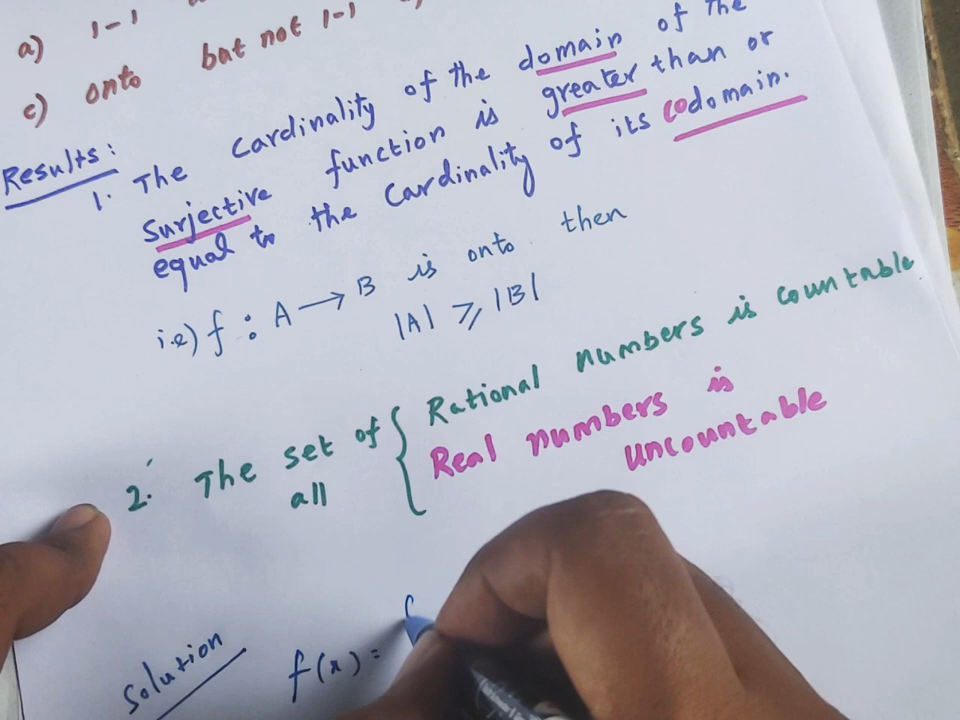 a) 1-1
c) onto but not 1-1
Results:
1. The Cardinality of the domain of the
Surjective function is greater than or
equal to the Cardinality of its codomain.
i.e) f : A → B is onto then
|A| ⩾ |B|
2. The set of all { Rational numbers is countable
Real numbers is
uncountable
Solution f(x) =